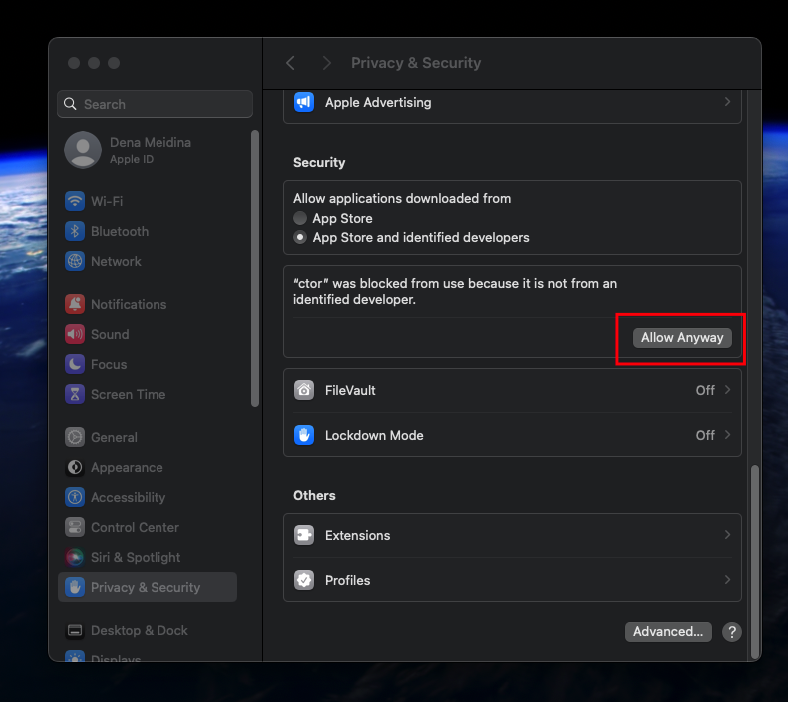 Search
Dena Meidina
Apple ID
Wi-Fi
Bluetooth
Network
Notifications
Sound
Focus
Screen Time
General
Appearance
Accessibility
Control Center
Siri & Spotlight
Privacy & Security
Desktop & Dock
Displays
Privacy & Security
Apple Advertising
Security
Allow applications downloaded from
App Store
App Store and identified developers
“ctor” was blocked from use because it is not from an
identified developer.
Allow Anyway
FileVault Off
Lockdown Mode Off
Others
Extensions
Profiles
Advanced... ?